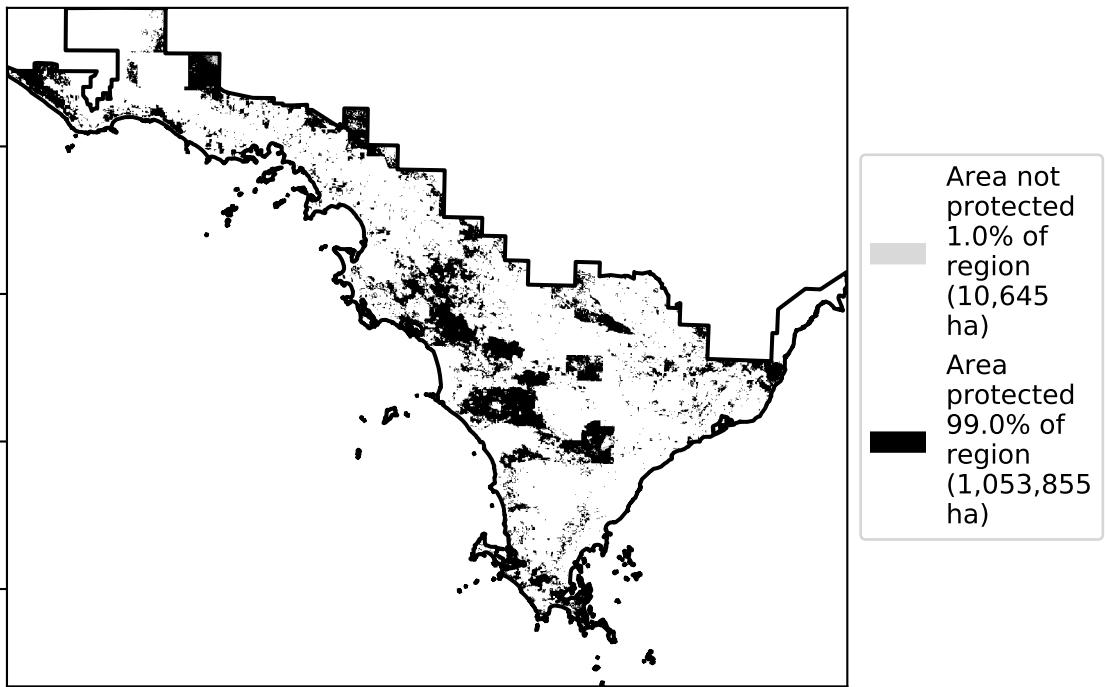 Area not
protected
1.0% of
region
(10,645
ha)
Area
protected
99.0% of
region
(1,053,855
ha)